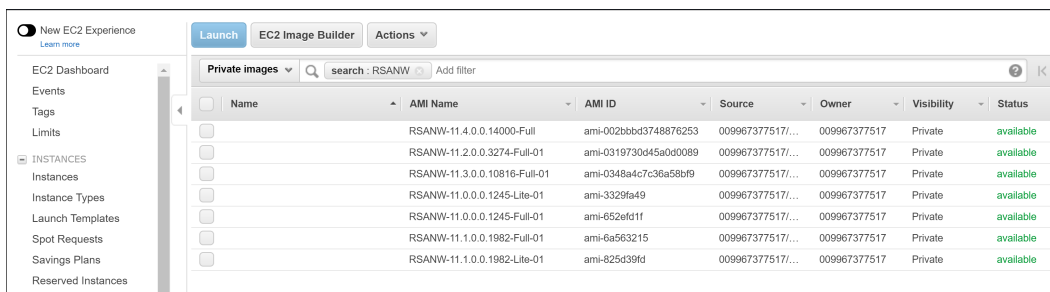 New EC2 Experience
Learn more
EC2 Dashboard
Events
Tags
Limits
INSTANCES
Instances
Instance Types
Launch Templates
Spot Requests
Savings Plans
Reserved Instances
Launch EC2 Image Builder Actions
Private images search : RSANW Add filter
Name AMI Name AMI ID Source Owner Visibility Status
RSANW-11.4.0.0.14000-Full ami-002bbbd3748876253 009967377517/... 009967377517 Private available
RSANW-11.2.0.0.3274-Full-01 ami-0319730d45a0d0089 009967377517/... 009967377517 Private available
RSANW-11.3.0.0.10816-Full-01 ami-0348a4c7c36a58bf9 009967377517/... 009967377517 Private available
RSANW-11.0.0.0.1245-Lite-01 ami-3329fa49 009967377517/... 009967377517 Private available
RSANW-11.0.0.0.1245-Full-01 ami-652efd1f 009967377517/... 009967377517 Private available
RSANW-11.1.0.0.1982-Full-01 ami-6a563215 009967377517/... 009967377517 Private available
RSANW-11.1.0.0.1982-Lite-01 ami-825d39fd 009967377517/... 009967377517 Private available